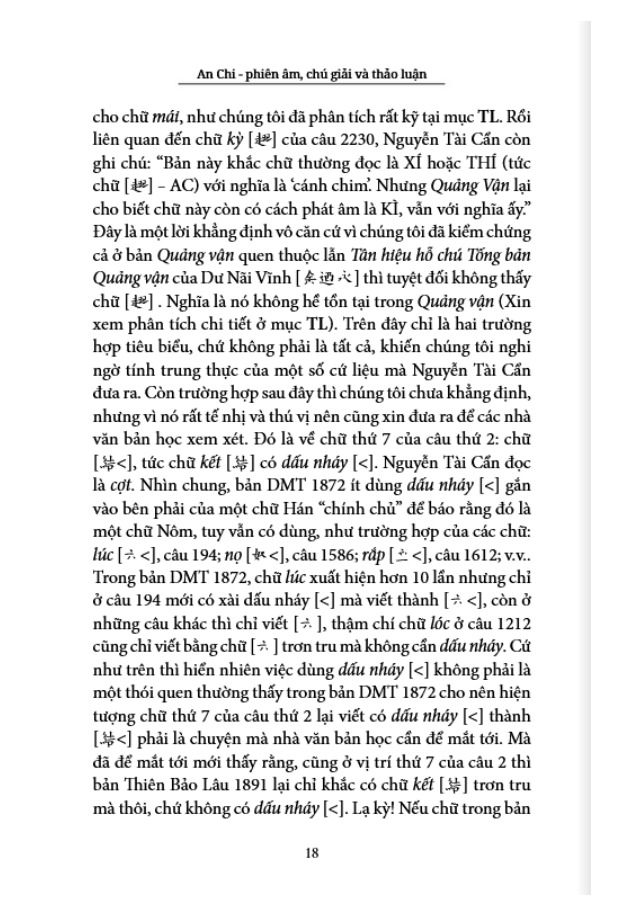 An Chi - phiên âm, chú giải và thảo luận
cho chữ mái, như chúng tôi đã phân tích rất kỹ tại mục TL. Rồi
liên quan đến chữ kỳ [] của câu 2230, Nguyễn Tài Cẩn còn
ghi chú: “Bản này khắc chữ thường đọc là XÍ hoặc THÍ (tức
chữ [] – AC) với nghĩa là ‘cánh chim’. Nhưng Quảng Vận lại
cho biết chữ này còn có cách phát âm là KÌ, vẫn với nghĩa ấy.”
Đây là một lời khẳng định vô căn cứ vì chúng tôi đã kiểm chứng
cả ở bản Quảng vận quen thuộc lẫn Tân hiệu hỗ chú Tống bản
Quảng vận của Dư Nãi Vĩnh [] thì tuyệt đối không thấy
chữ [] . Nghĩa là nó không hề tồn tại trong Quảng vận (Xin
xem phân tích chi tiết ở mục TL). Trên đây chỉ là hai trường
hợp tiêu biểu, chứ không phải là tất cả, khiến chúng tôi nghi
ngờ tính trung thực của một số cứ liệu mà Nguyễn Tài Cẩn
đưa ra. Còn trường hợp sau đây thì chúng tôi chưa khẳng định,
nhưng vì nó rất tế nhị và thú vị nên cũng xin đưa ra để các nhà
văn bản học xem xét. Đó là về chữ thứ 7 của câu thứ 2: chữ
[<], tức chữ kết [] có dấu nháy [<]. Nguyễn Tài Cẩn đọc
là cợt. Nhìn chung, bản DMT 1872 ít dùng dấu nháy [<] gắn
vào bên phải của một chữ Hán “chính chủ” để báo rằng đó là
một chữ Nôm, tuy vẫn có dùng, như trường hợp của các chữ:
lúc [<], câu 194; nọ [<], câu 1586; rắp [<], câu 1612; v.v..
Trong bản DMT 1872, chữ lúc xuất hiện hơn 10 lần nhưng chỉ
ở câu 194 mới có xài dấu nháy [<] mà viết thành [<], còn ở
những câu khác thì chỉ viết [], thậm chí chữ lóc ở câu 1212
cũng chỉ viết bằng chữ [] trơn tru mà không cần dấu nháy. Cứ
như trên thì hiển nhiên việc dùng dấu nháy [<] không phải là
một thói quen thường thấy trong bản DMT 1872 cho nên hiện
tượng chữ thứ 7 của câu thứ 2 lại viết có dấu nháy [<] thành
[<] phải là chuyện mà nhà văn bản học cần để mắt tới. Mà
đã để mắt tới mới thấy rằng, cũng ở vị trí thứ 7 của câu 2 thì
bản Thiên Bảo Lâu 1891 lại chỉ khắc có chữ kết [] trơn tru
mà thôi, chứ không có dấu nháy [<]. Lạ kỳ! Nếu chữ trong bản
18